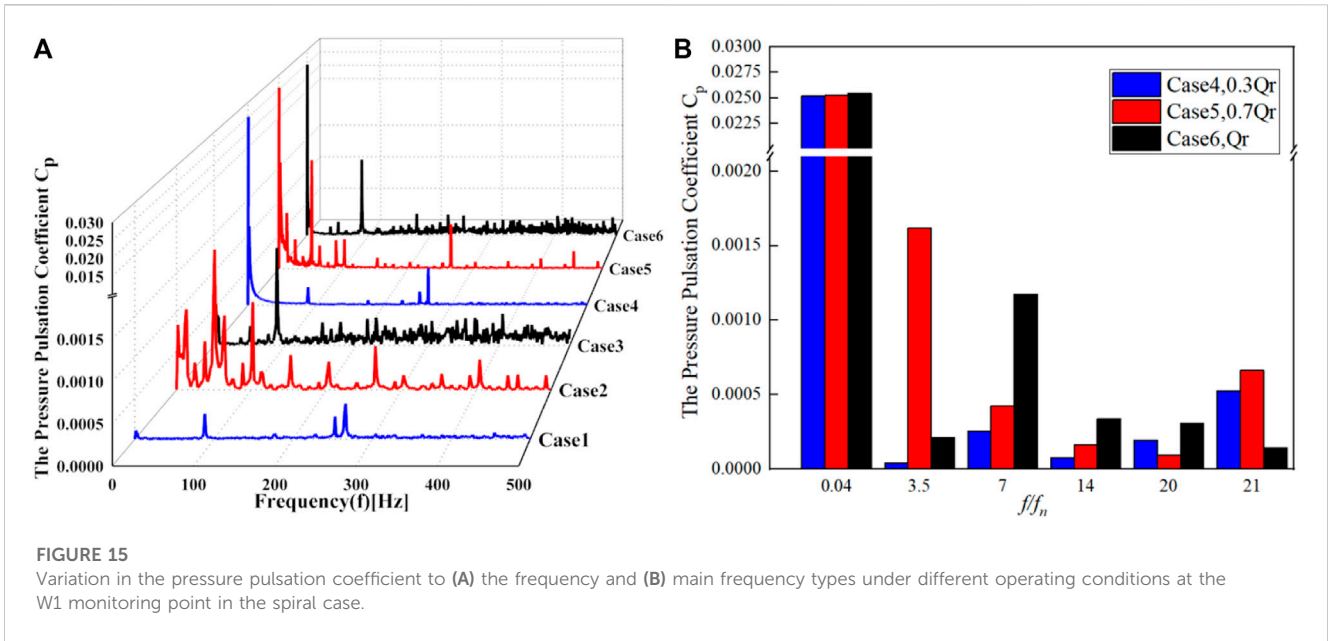 A
The Pressure Pulsation Coefficient Cp
0.030
0.025
0.020
0.015
0.0015
0.0010
0.0005
0.0000
0
100
200
300
400
500
Frequency(f)[Hz]
Case6
Case5
Case4
Case3
Case2
Case1
B
The Pressure Pulsation Coefficient Cp
0.0300
0.0275
0.0250
0.0225
0.0020
0.0015
0.0010
0.0005
0.0000
0.04
3.5
7
14
20
21
f/fn
Case4,0.3Qr
Case5,0.7Qr
Case6,Qr
FIGURE 15
Variation in the pressure pulsation coefficient to (A) the frequency and (B) main frequency types under different operating conditions at the
W1 monitoring point in the spiral case.